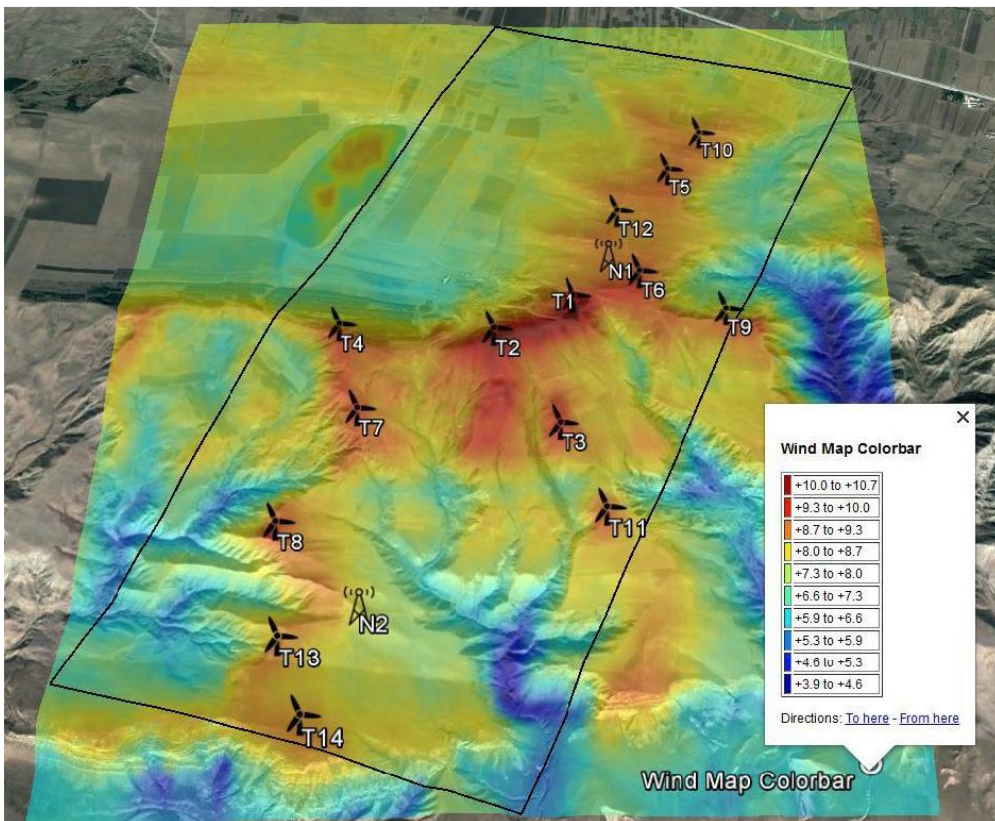 T10
T5
T12
N1
T6
T1
T9
T4
T2
T7
T3
T8
T11
N2
T13
T14
Wind Map Colorbar
+10.0 to +10.7
+9.3 to +10.0
+8.7 to +9.3
+8.0 to +8.7
+7.3 to +8.0
+6.6 to +7.3
+5.9 to +6.6
+5.3 to +5.9
+4.6 to +5.3
+3.9 to +4.6
Directions: To here - From here
Wind Map Colorbar